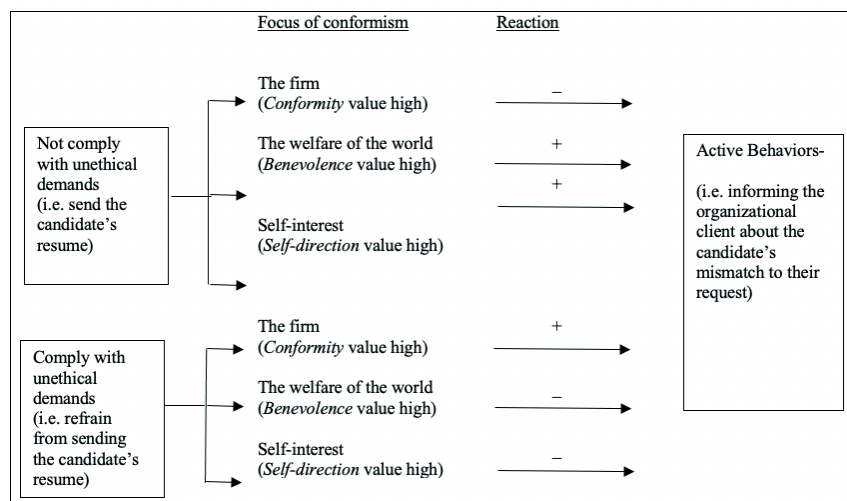 Focus of conformism
Reaction
The firm
(Conformity value high)
–
The welfare of the world
(Benevolence value high)
+
+
Self-interest
(Self-direction value high)
Not comply
with unethical
demands
(i.e. send the
candidate's
resume)
Active Behaviors-
(i.e. informing the
organizational
client about the
candidate's
mismatch to their
request)
The firm
(Conformity value high)
+
The welfare of the world
(Benevolence value high)
–
Self-interest
(Self-direction value high)
–
Comply with
unethical
demands
(i.e. refrain
from sending
the candidate's
resume)